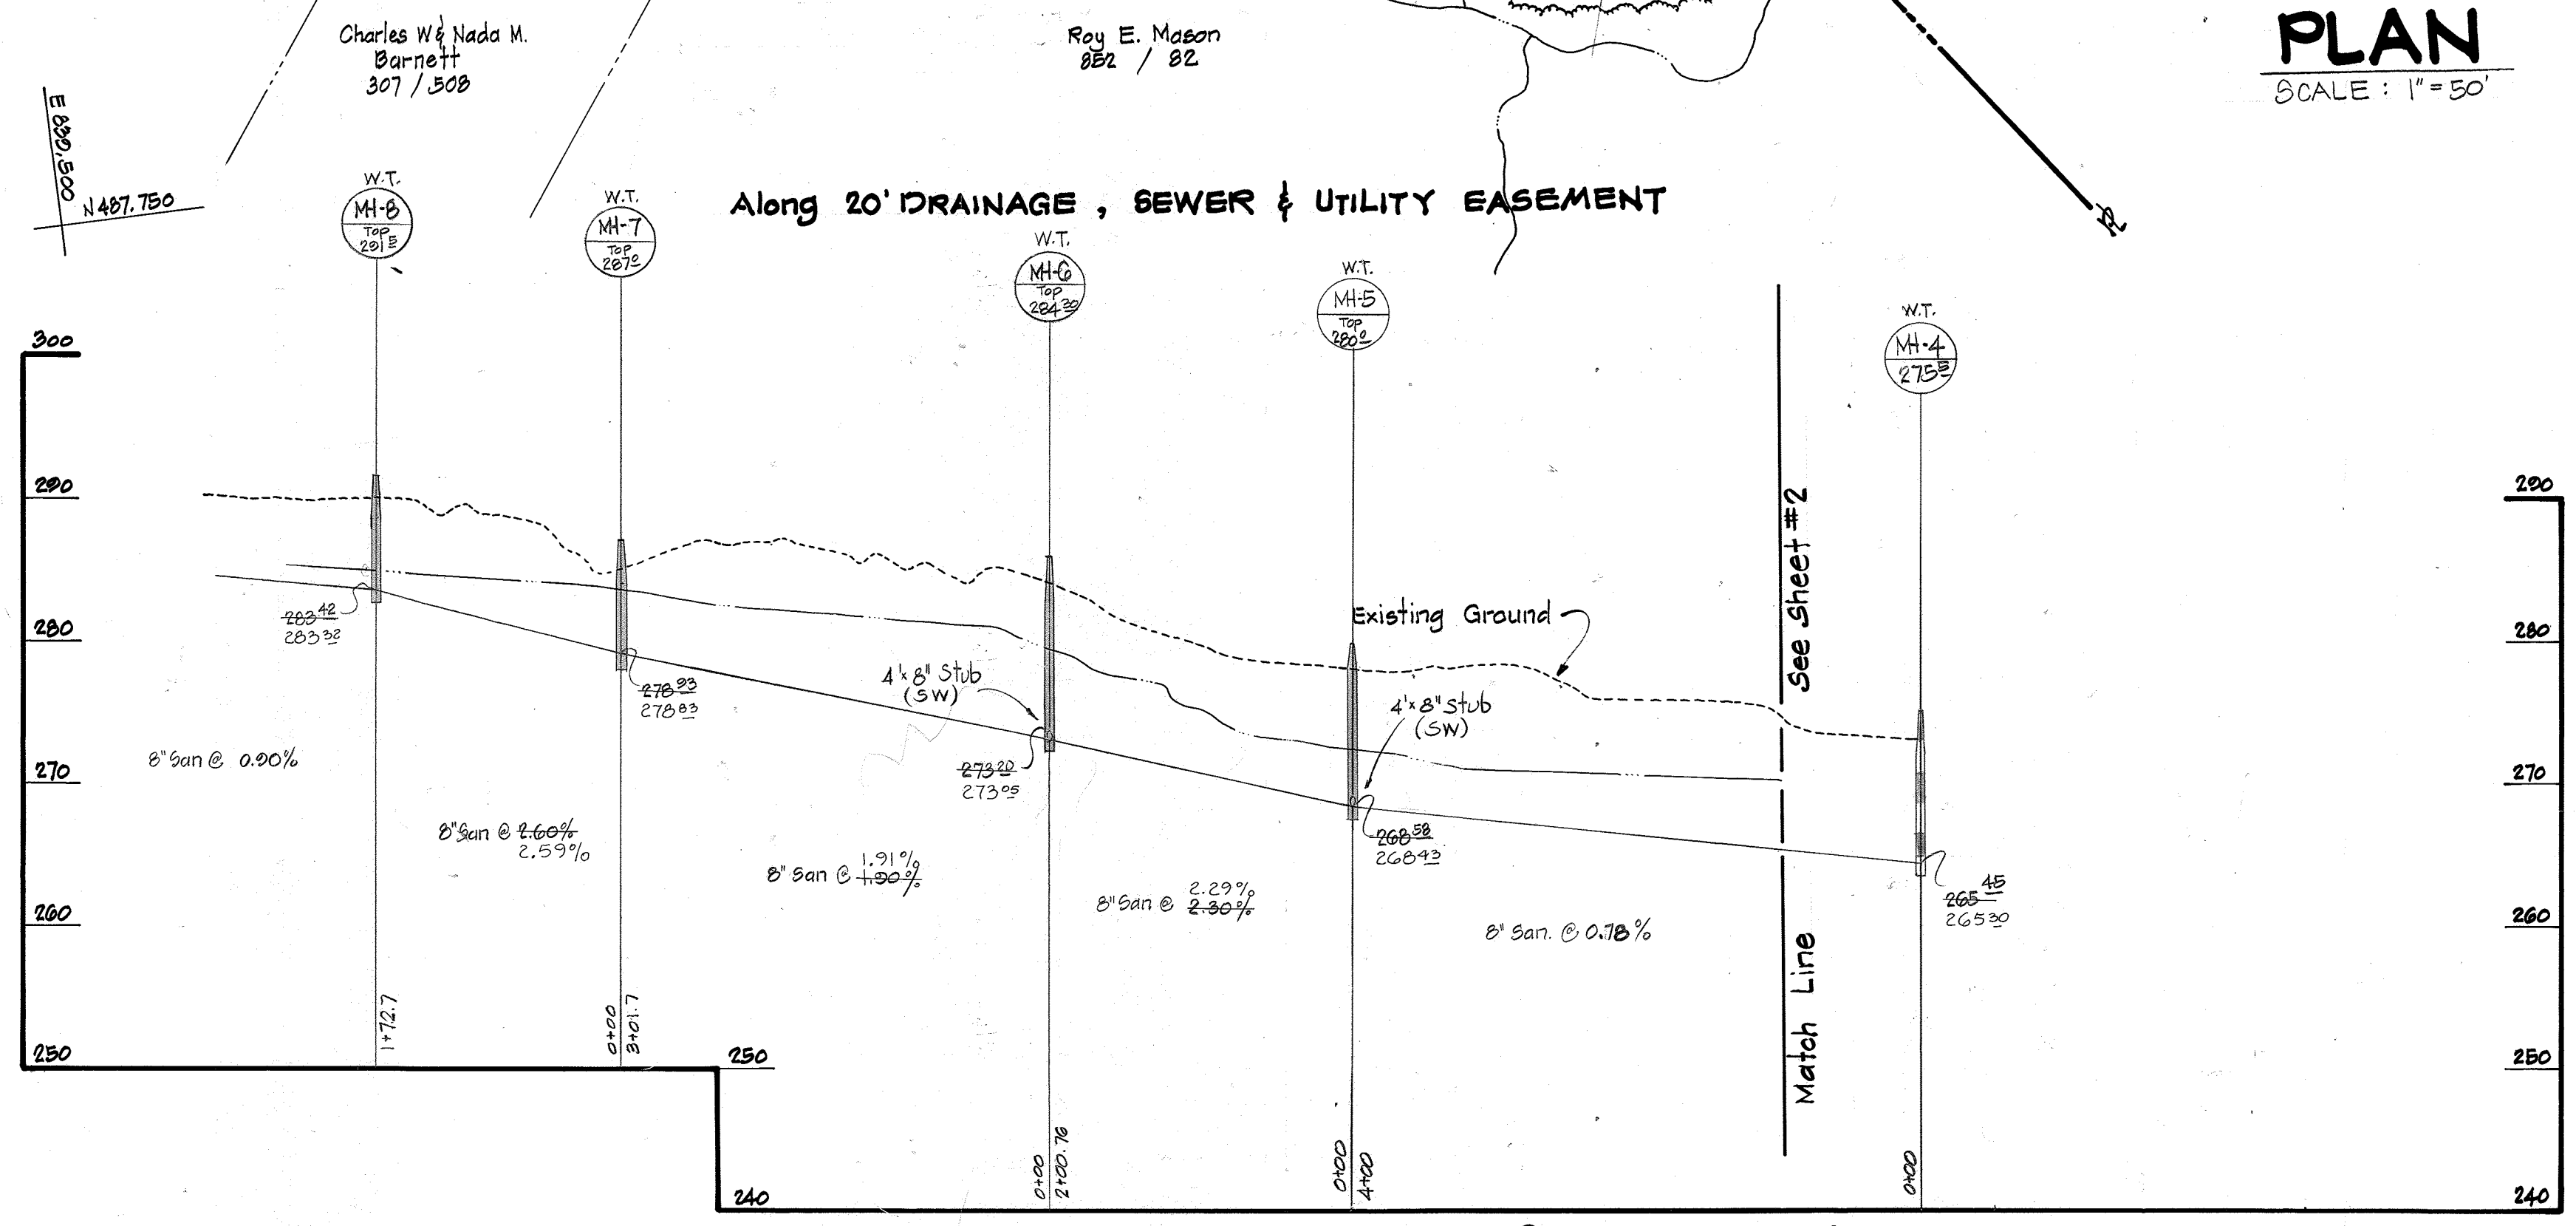 Charles W & Nada M.
Barnett
307 / 508
Roy E. Mason
852 / 82
PLAN
SCALE : 1" = 50'
E 839,500
N 487.750
Along 20' DRAINAGE , SEWER & UTILITY EASEMENT
W.T.
MH-8
Top
291 5
W.T.
MH-7
Top
287 0
W.T.
MH-6
Top
284 30
W.T.
MH-5
Top
280 0
W.T.
MH-4
275 5
300
290
280
270
260
250
250
240
290
280
270
260
250
240
283 42
283 32
278 93
278 83
4' x 8" Stub
(SW)
273 20
273 05
Existing Ground
4' x 8" Stub
(SW)
268 58
268 43
265 45
265 30
See Sheet #2
Match Line
8" San @ 0.90%
8" San @ 2.60%
2.59%
1.91%
8" San @ 1.90%
2.29%
8" San @ 2.30%
8" San. @ 0.78%
1+72.7
0+00
3+01.7
0+00
2+00.76
0+00
4+00
0+00